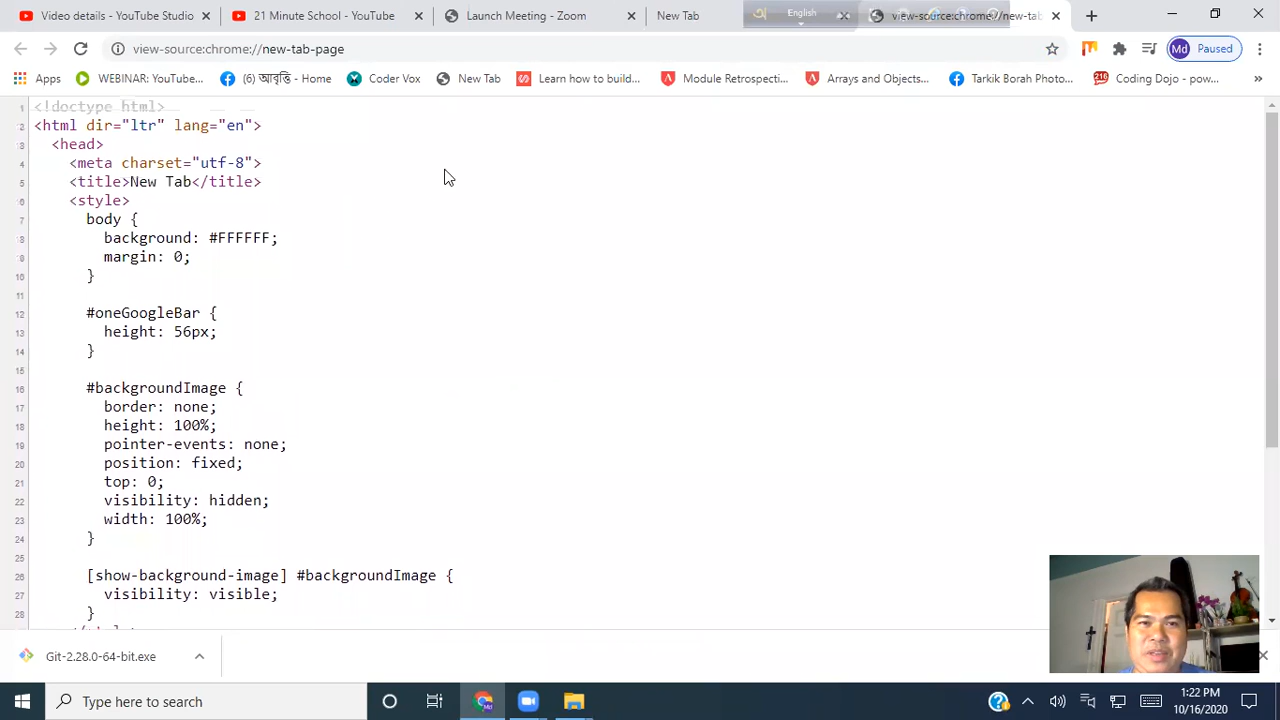 Video details - YouTube Studio
21 Minute School - YouTube
Launch Meeting - Zoom
New Tab
অ English
view-source:chrome://new-tab
view-source:chrome://new-tab-page
Md Paused
Apps
WEBINAR: YouTube...
(6) আবৃত্তি - Home
Coder Vox
New Tab
Learn how to build...
Module Retrospecti...
Arrays and Objects...
Tarkik Borah Photo...
Coding Dojo - pow...
1 <!doctype html>
2 <html dir="ltr" lang="en">
3 <head>
4 <meta charset="utf-8">
5 <title>New Tab</title>
6 <style>
7 body {
8 background: #FFFFFF;
9 margin: 0;
10 }
11
12 #oneGoogleBar {
13 height: 56px;
14 }
15
16 #backgroundImage {
17 border: none;
18 height: 100%;
19 pointer-events: none;
20 position: fixed;
21 top: 0;
22 visibility: hidden;
23 width: 100%;
24 }
25
26 [show-background-image] #backgroundImage {
27 visibility: visible;
28 }
Git-2.28.0-64-bit.exe
Type here to search
Md
1:22 PM
10/16/2020